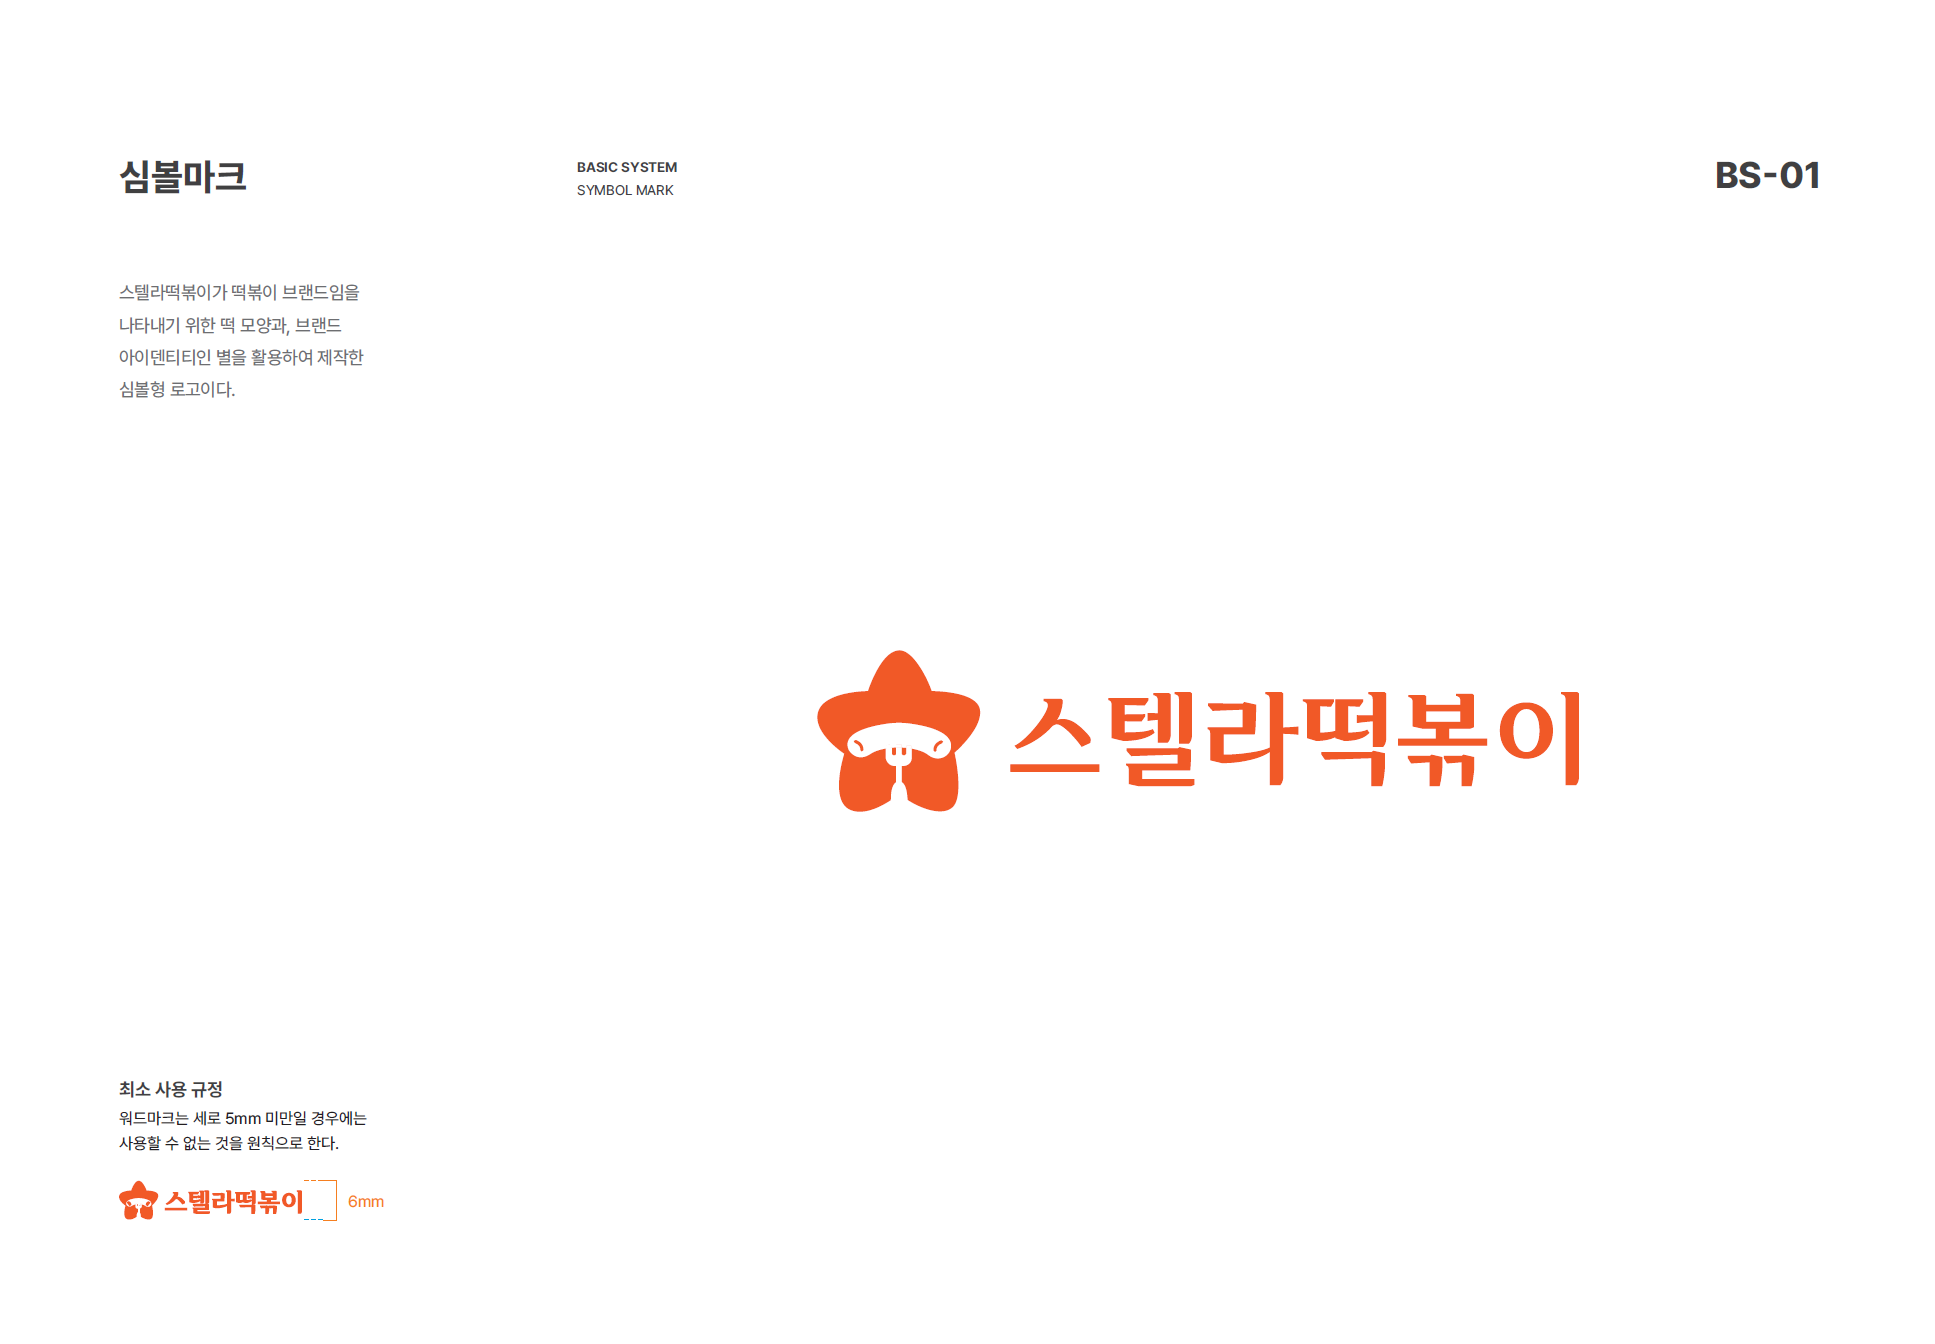 심볼마크
BASIC SYSTEM
SYMBOL MARK
BS-01
스텔라떡볶이가 떡볶이 브랜드임을
나타내기 위한 떡 모양과, 브랜드
아이덴티티인 별을 활용하여 제작한
심볼형 로고이다.
스텔라떡볶이
최소 사용 규정
워드마크는 세로 5mm 미만일 경우에는
사용할 수 없는 것을 원칙으로 한다.
스텔라떡볶이
6mm